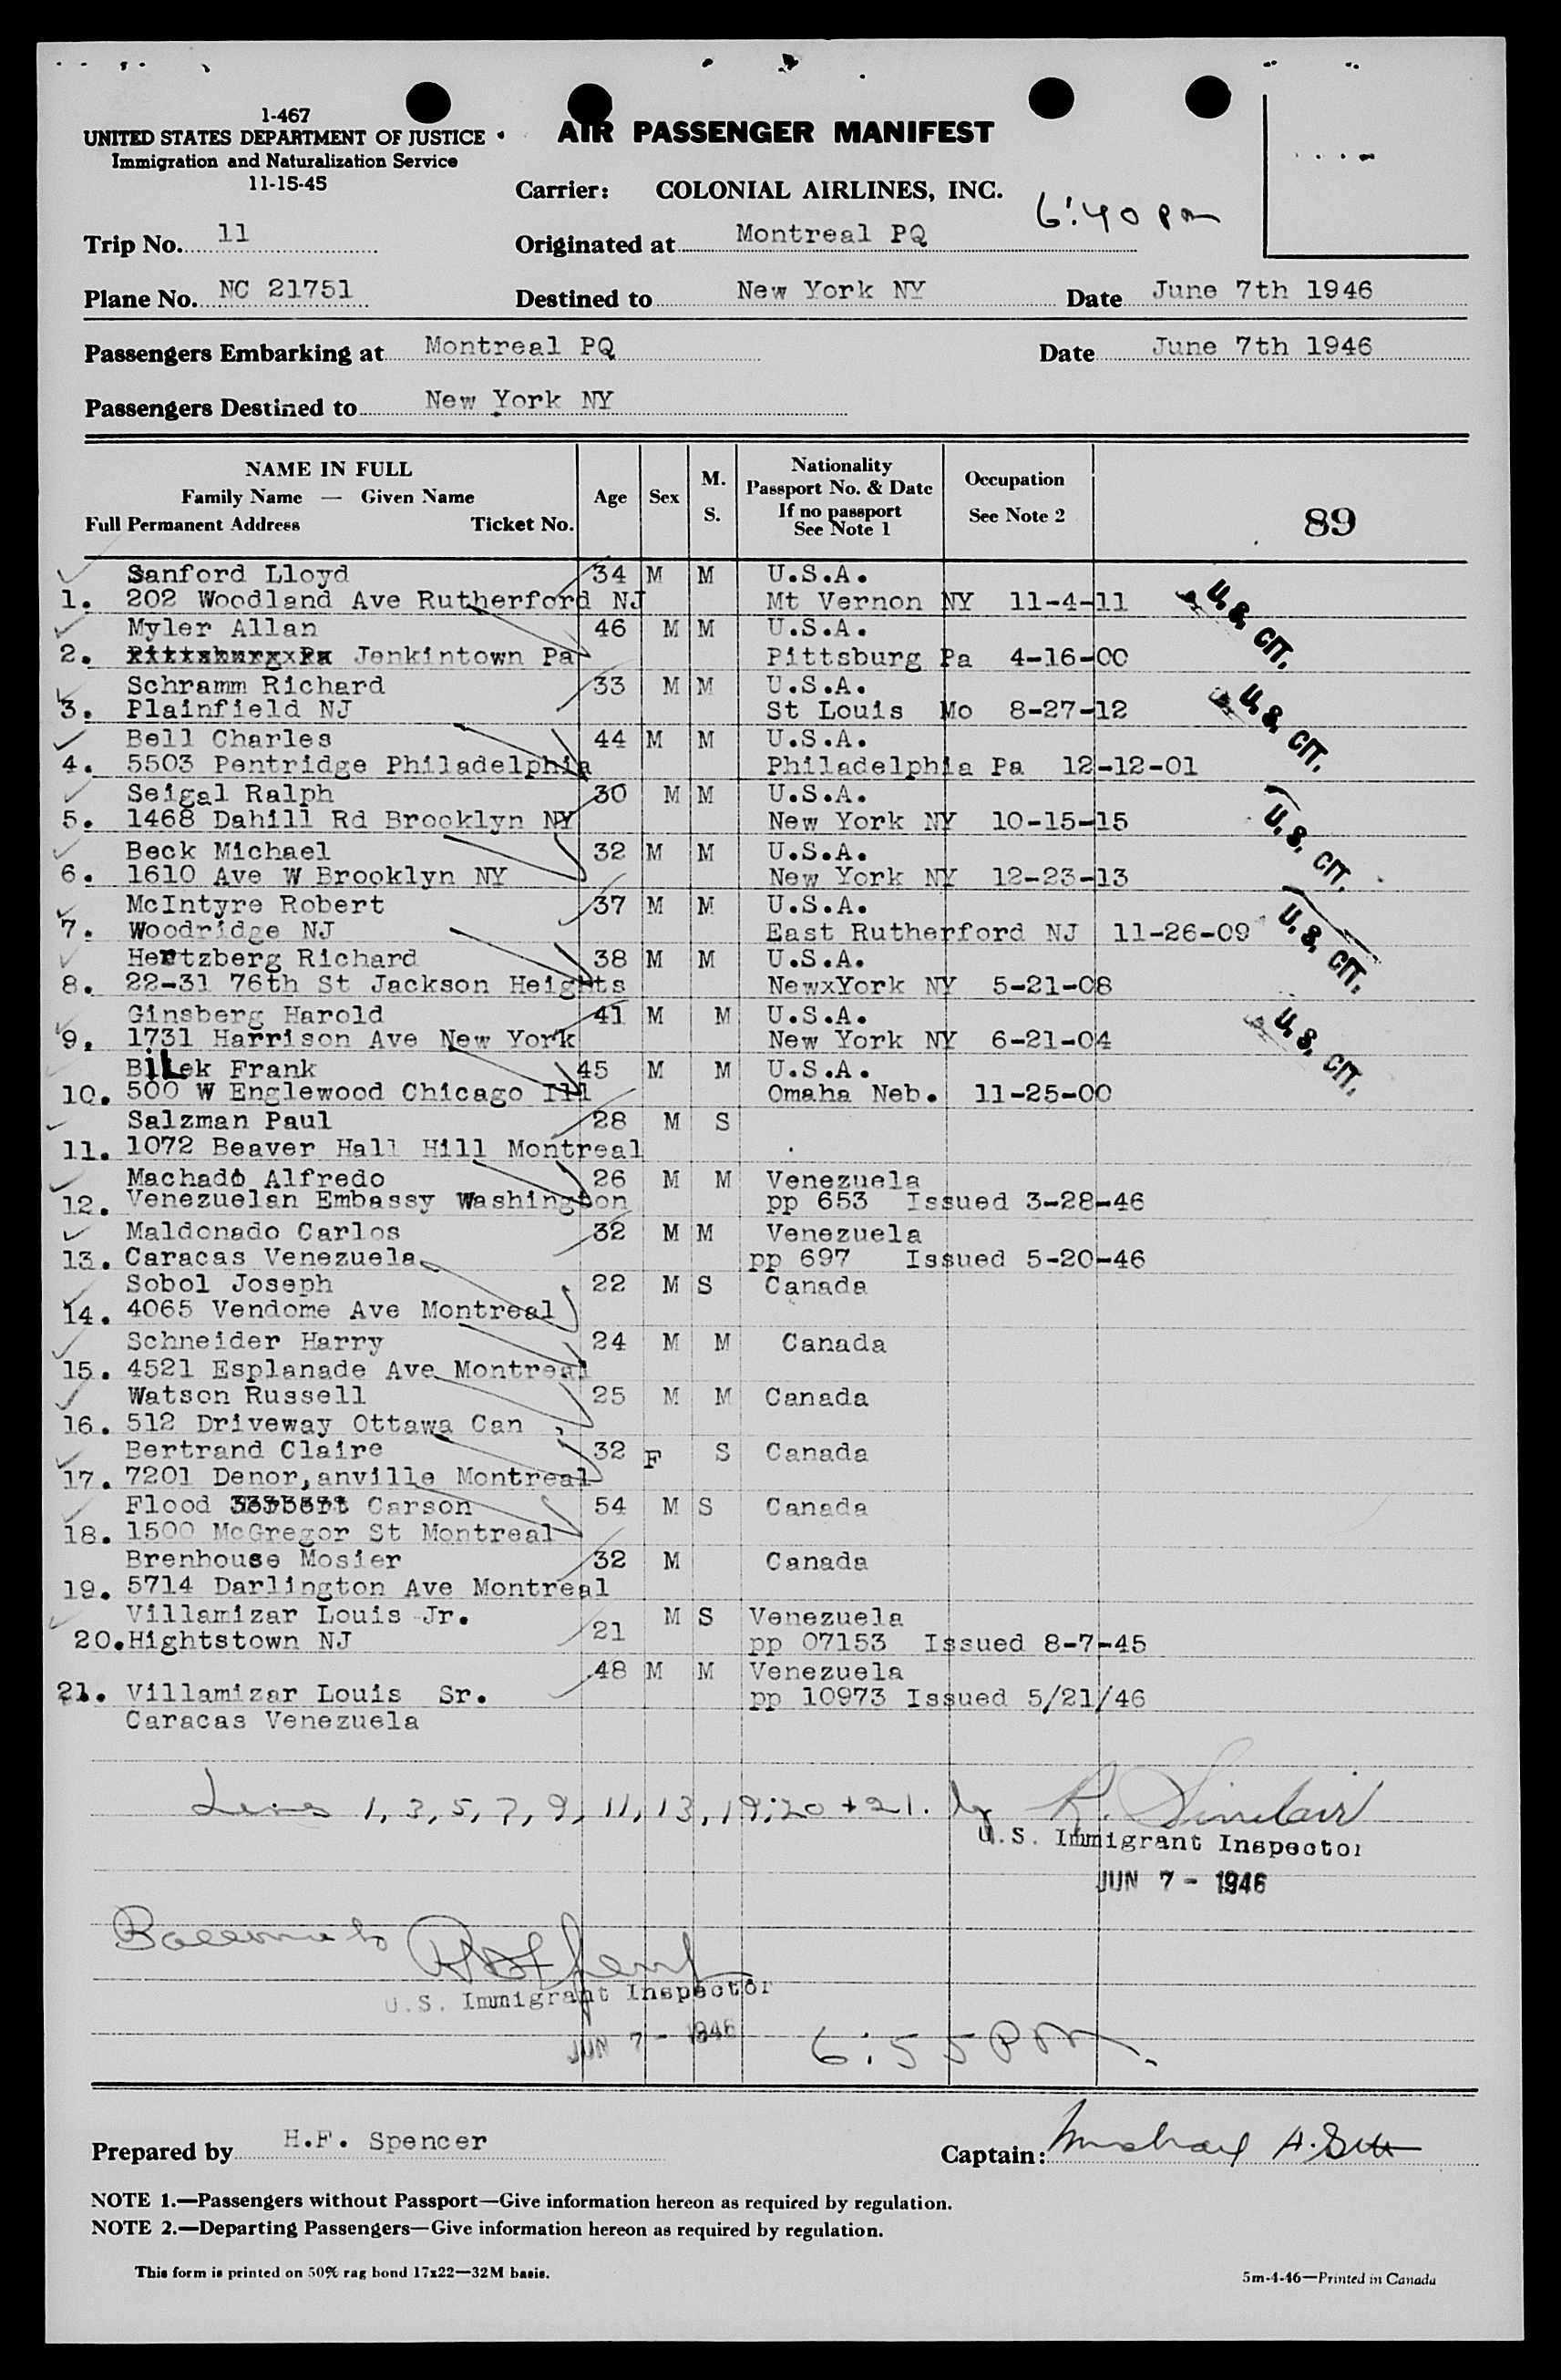 I-467
UNITED STATES DEPARTMENT OF JUSTICE
Immigration and Naturalization Service
11-15-45
AIR PASSENGER MANIFEST
Carrier: COLONIAL AIRLINES, INC.
6:40 pm
Trip No. 11
Originated at Montreal PQ
Plane No. NC 21751
Destined to New York NY
Date June 7th 1946
Passengers Embarking at Montreal PQ
Date June 7th 1946
Passengers Destined to New York NY
NAME IN FULL
Family Name — Given Name
Full Permanent Address Ticket No.
Age
Sex
M. S.
Nationality
Passport No. & Date
If no passport
See Note 1
Occupation
See Note 2
89
Sanford Lloyd 34 M M U.S.A.
1. 202 Woodland Ave Rutherford NJ Mt Vernon NY 11-4-11
U.S. CIT.
Myler Allan 46 M M U.S.A.
2. Jenkintown Pa Pittsburg Pa 4-16-00
Schramm Richard 33 M M U.S.A.
3. Plainfield NJ St Louis Mo 8-27-12
U.S. CIT.
Bell Charles 44 M M U.S.A.
4. 5503 Pentridge Philadelphia Philadelphia Pa 12-12-01
Seigal Ralph 30 M M U.S.A.
5. 1468 Dahill Rd Brooklyn NY New York NY 10-15-15
U.S. CIT.
Beck Michael 32 M M U.S.A.
6. 1610 Ave W Brooklyn NY New York NY 12-23-13
McIntyre Robert 37 M M U.S.A.
7. Woodridge NJ East Rutherford NJ 11-26-09
U.S. CIT.
Hertzberg Richard 38 M M U.S.A.
8. 22-31 76th St Jackson Heights NewxYork NY 5-21-08
Ginsberg Harold 41 M M U.S.A.
9. 1731 Harrison Ave New York New York NY 6-21-04
U.S. CIT.
Bilek Frank 45 M M U.S.A.
10. 500 W Englewood Chicago Ill Omaha Neb. 11-25-00
Salzman Paul 28 M S
11. 1072 Beaver Hall Hill Montreal
Machado Alfredo 26 M M Venezuela
12. Venezuelan Embassy Washington pp 653 Issued 3-28-46
Maldonado Carlos 32 M M Venezuela
13. Caracas Venezuela pp 697 Issued 5-20-46
Sobol Joseph 22 M S Canada
14. 4065 Vendome Ave Montreal
Schneider Harry 24 M M Canada
15. 4521 Esplanade Ave Montreal
Watson Russell 25 M M Canada
16. 512 Driveway Ottawa Can
Bertrand Claire 32 F S Canada
17. 7201 Denor,anville Montreal
Flood Carson 54 M S Canada
18. 1500 McGregor St Montreal
Brenhouse Mosier 32 M Canada
19. 5714 Darlington Ave Montreal
Villamizar Louis Jr. 21 M S Venezuela
20. Hightstown NJ pp 07153 Issued 8-7-45
48 M M Venezuela
21. Villamizar Louis Sr. pp 10973 Issued 5/21/46
Caracas Venezuela
Lines 1, 3, 5, 7, 9, 11, 13, 19, 20 + 21. by R. Sinclair
U.S. Immigrant Inspector
JUN 7 - 1946
U.S. Immigrant Inspector
JUN 7 - 1946
6:55 PM.
Prepared by H.F. Spencer
Captain:
NOTE 1.—Passengers without Passport—Give information hereon as required by regulation.
NOTE 2.—Departing Passengers—Give information hereon as required by regulation.
This form is printed on 50% rag bond 17x22—32M basis.
5m-4-46—Printed in Canada